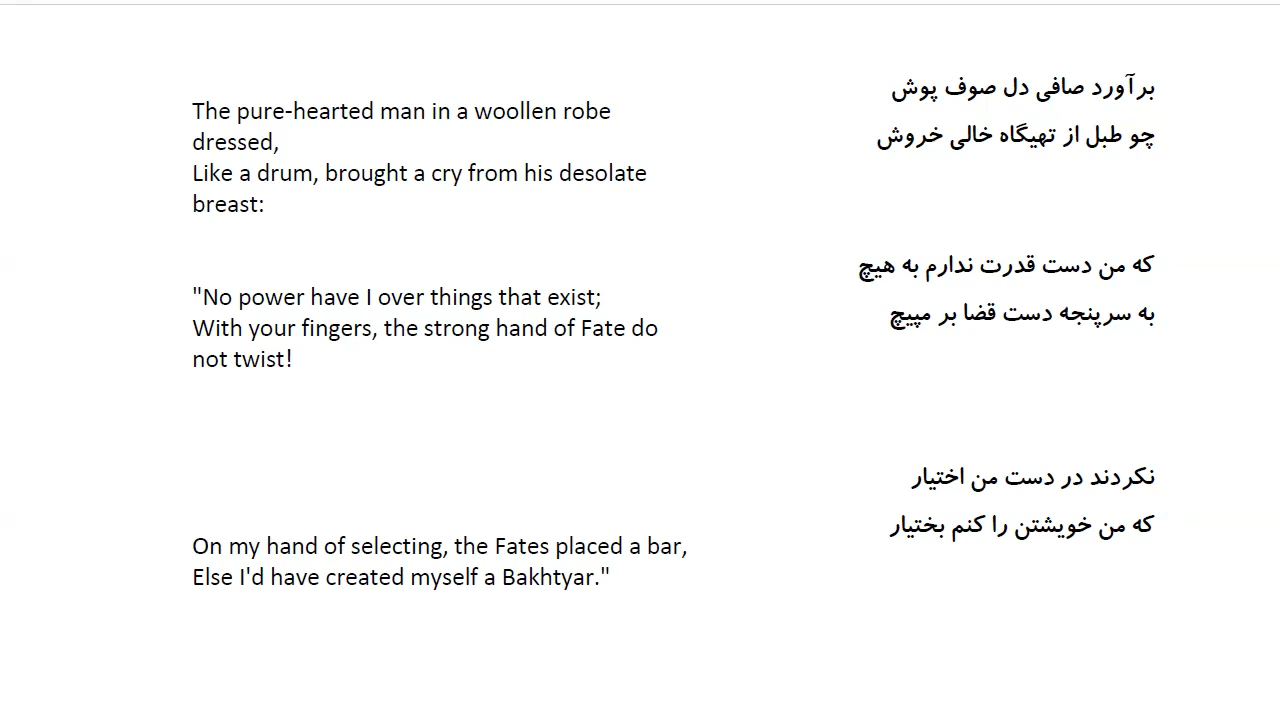 The pure-hearted man in a woollen robe
dressed,
Like a drum, brought a cry from his desolate
breast:
برآورد صافی دل صوف پوش
چو طبل از تهیگاه خالی خروش
"No power have I over things that exist;
With your fingers, the strong hand of Fate do
not twist!
که من دست قدرت ندارم به هیچ
به سرپنجه دست قضا بر مپیچ
On my hand of selecting, the Fates placed a bar,
Else I'd have created myself a Bakhtyar."
نکردند در دست من اختیار
که من خویشتن را کنم بختیار